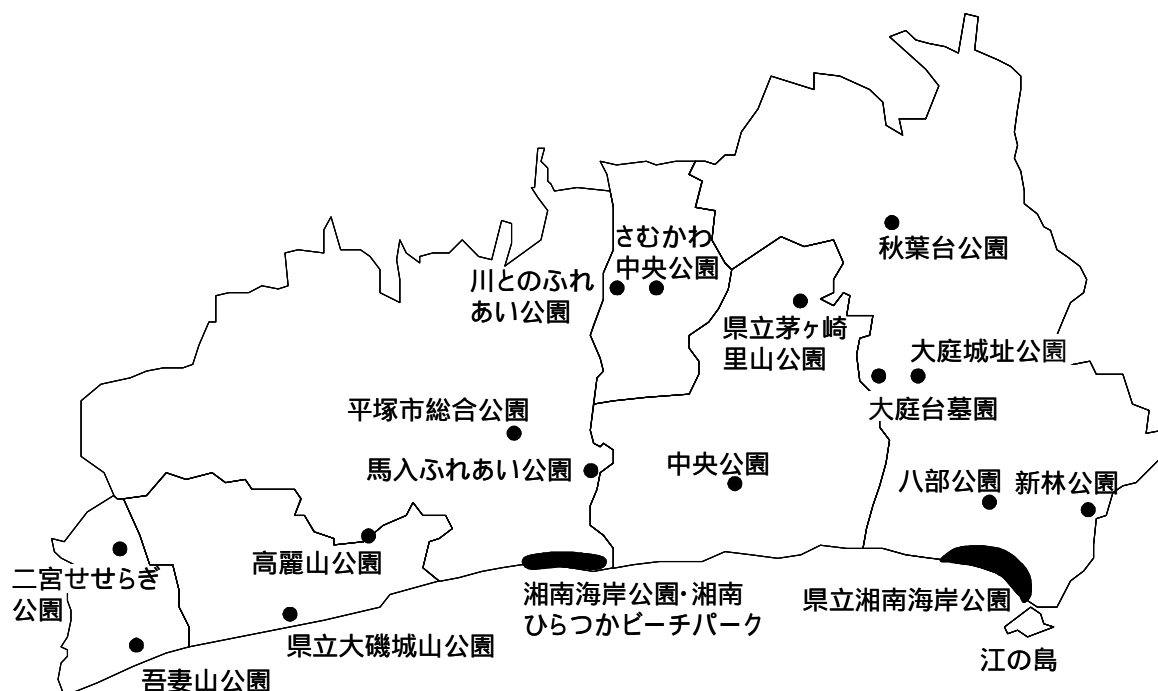 さむかわ
中央公園
秋葉台公園
川とのふれ
あい公園
県立茅ヶ崎
里山公園
大庭城址公園
大庭台墓園
平塚市総合公園
馬入ふれあい公園
中央公園
八部公園
新林公園
高麗山公園
二宮せせらぎ
公園
湘南海岸公園・湘南
ひらつかビーチパーク
県立湘南海岸公園
県立大磯城山公園
江の島
吾妻山公園